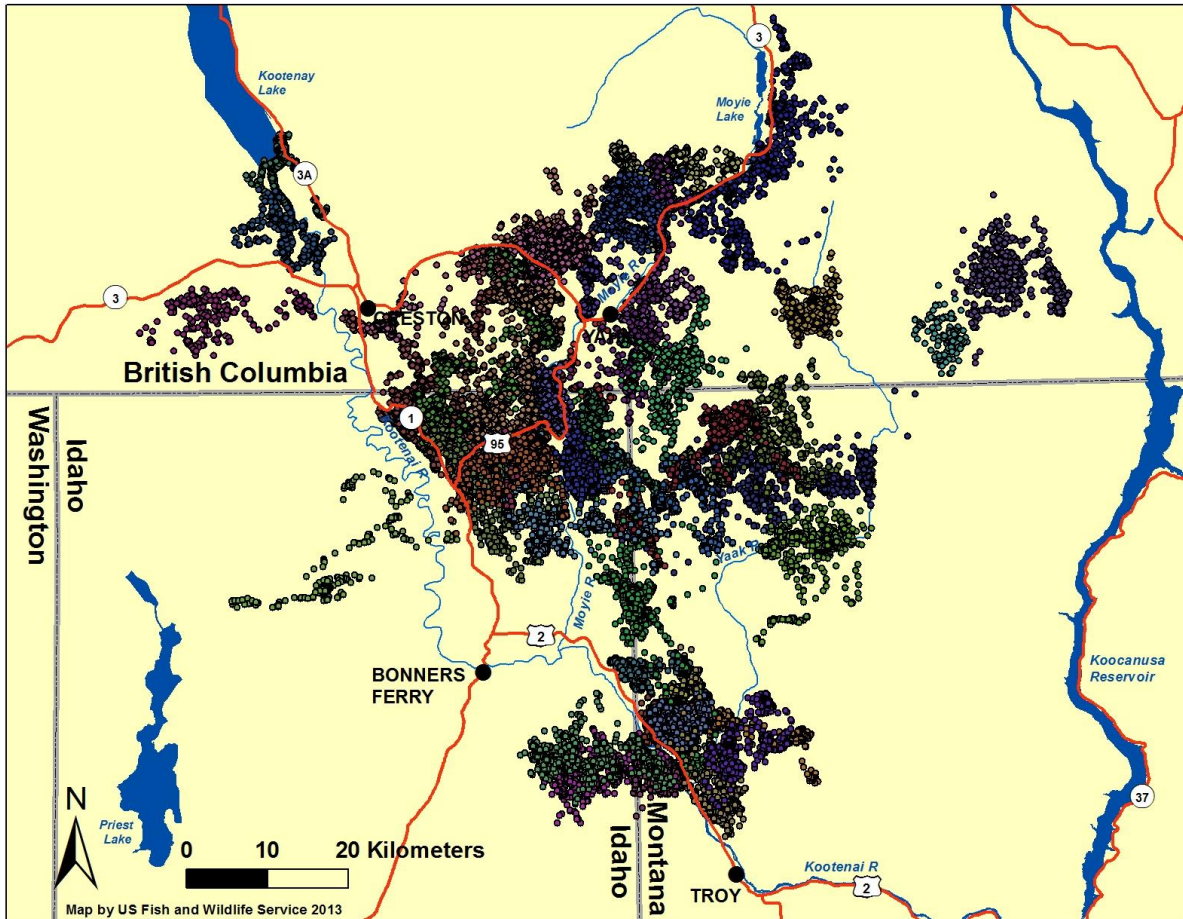 3
Kootenay
Lake
Moyie
Lake
3A
Moyie R
3
CRESTON
British Columbia
Washington
Idaho
1
95
Kootenai R
Yaak R
Moyie R
2
BONNERS
FERRY
Koocanusa
Reservoir
N
Priest
Lake
0 10 20 Kilometers
Idaho
Montana
37
Kootenai R
TROY
2
Map by US Fish and Wildlife Service 2013